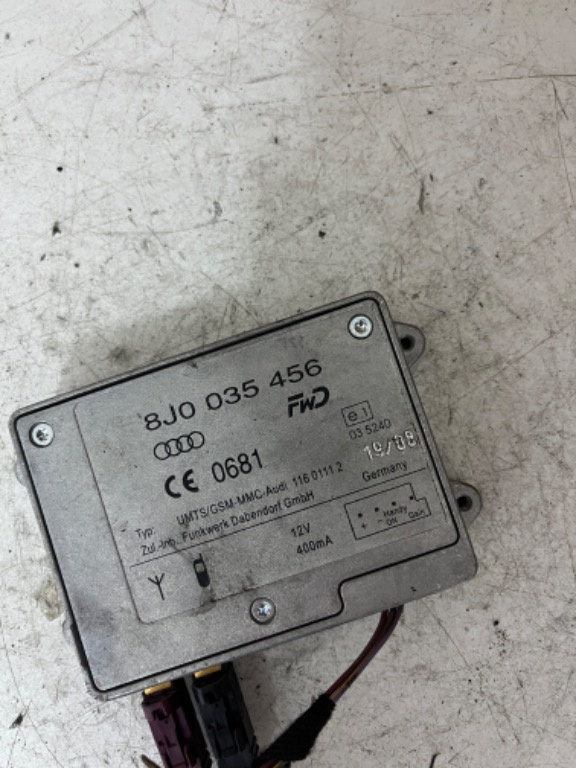 8J0 035 456
FWD
e1
03 5240
CE 0681
19/08
Typ UMTS/GSM-MMC-Audi 116 0111 2
Zul.-Inh. Funkwerk Dabendorf GmbH Germany
12V
400mA
+ - Handy ON Gain